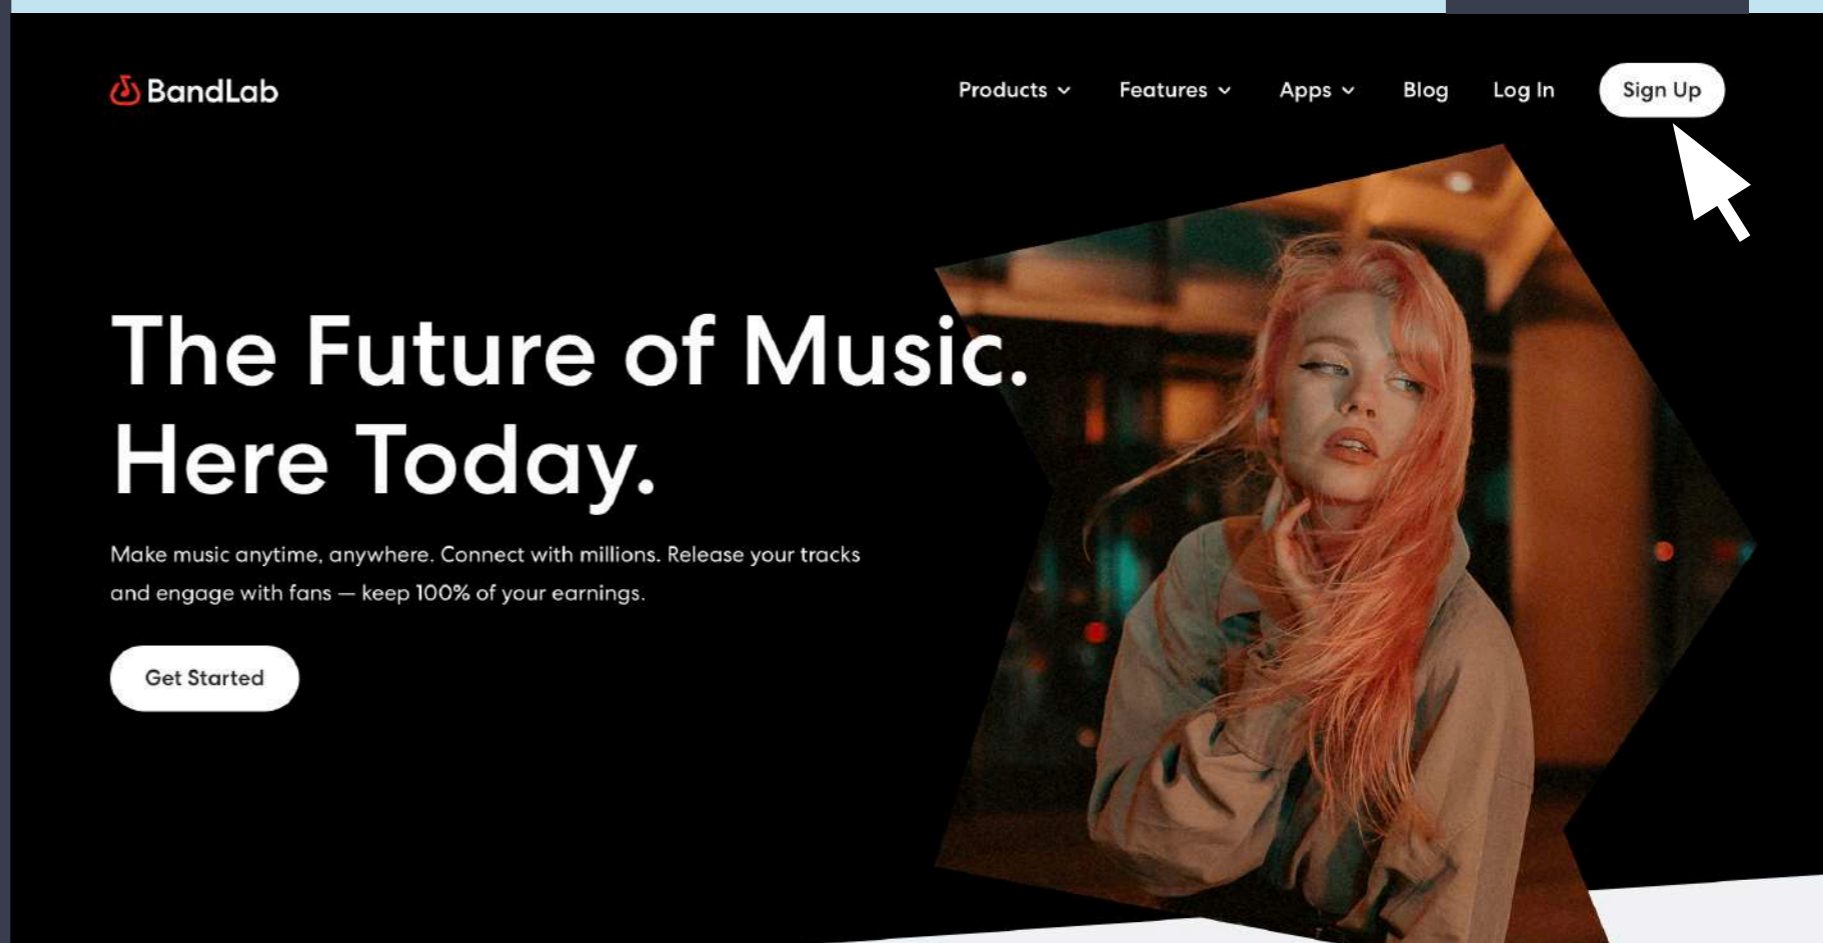 BandLab
Products
Features
Apps
Blog
Log In
Sign Up
The Future of Music.
Here Today.
Make music anytime, anywhere. Connect with millions. Release your tracks
and engage with fans — keep 100% of your earnings.
Get Started